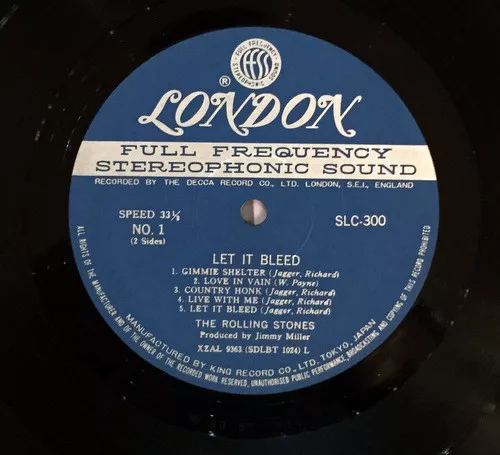 FULL FREQUENCY
ffss
STEREOPHONIC SOUND
® LONDON
FULL FREQUENCY
STEREOPHONIC SOUND
RECORDED BY THE DECCA RECORD CO., LTD. LONDON, S.E.I., ENGLAND
SPEED 33⅓ SLC-300
NO. 1
(2 Sides)
LET IT BLEED
1. GIMMIE SHELTER (Jagger, Richard)
2. LOVE IN VAIN (W. Payne)
3. COUNTRY HONK (Jagger, Richard)
4. LIVE WITH ME (Jagger, Richard)
5. LET IT BLEED (Jagger, Richard)
THE ROLLING STONES
Produced by Jimmy Miller
XZAL 9363 (SDLBT 1024) L
MANUFACTURED BY KING RECORD CO., LTD. TOKYO, JAPAN
ALL RIGHTS OF THE MANUFACTURER AND OF THE OWNER OF THE RECORDED WORK RESERVED, UNAUTHORISED PUBLIC PERFORMANCE, BROADCASTING AND COPYING OF THIS RECORD PROHIBITED